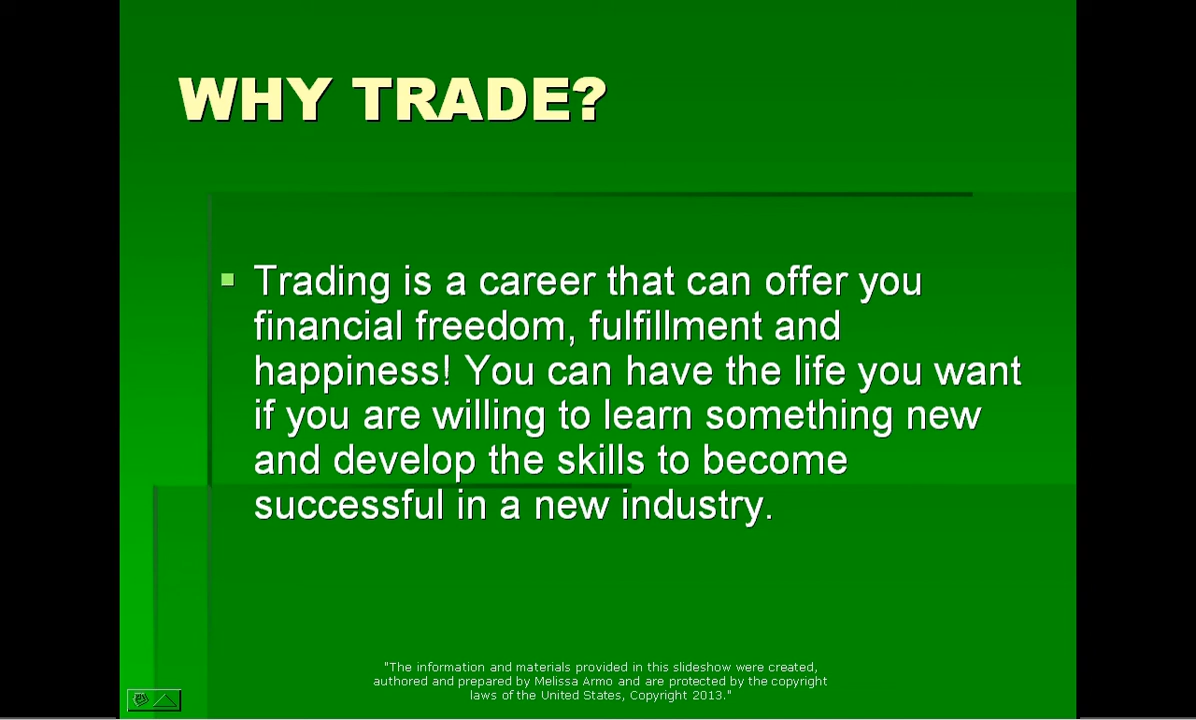 WHY TRADE?
Trading is a career that can offer you
financial freedom, fulfillment and
happiness! You can have the life you want
if you are willing to learn something new
and develop the skills to become
successful in a new industry.
"The information and materials provided in this slideshow were created,
authored and prepared by Melissa Armo and are protected by the copyright
laws of the United States, Copyright 2013."